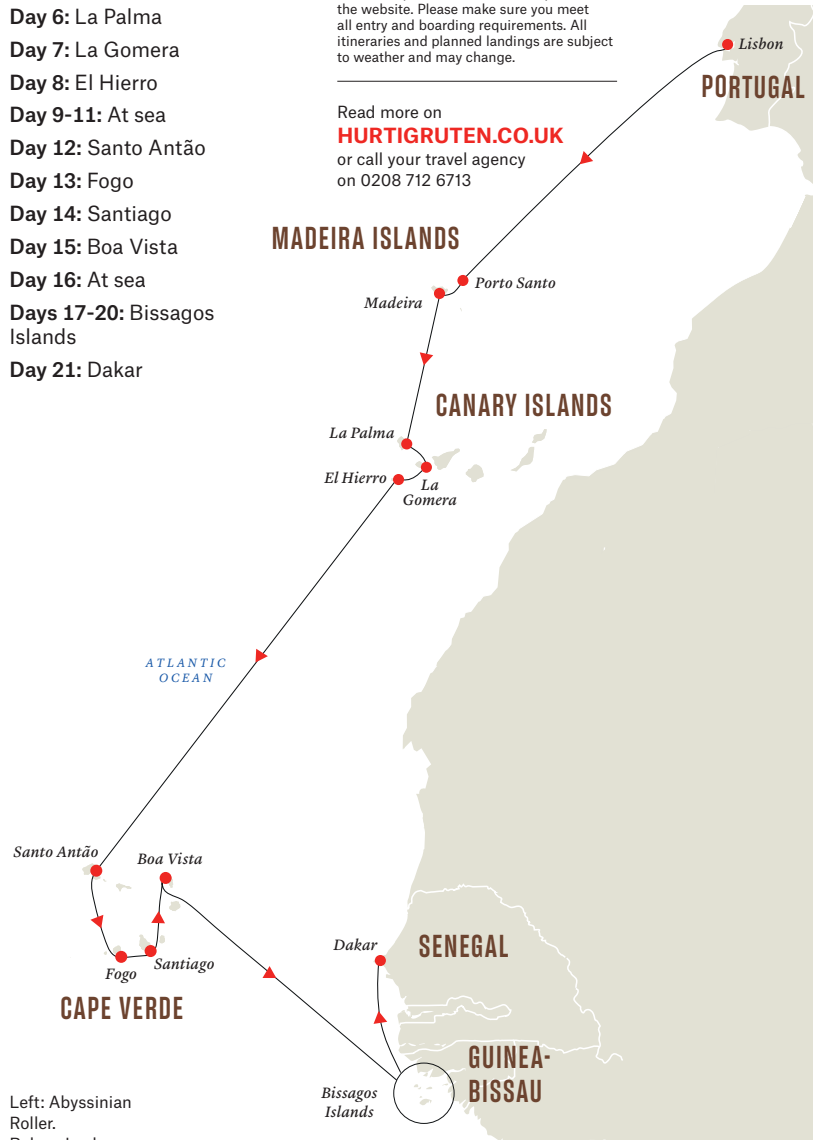 Day 6: La Palma
Day 7: La Gomera
Day 8: El Hierro
Day 9-11: At sea
Day 12: Santo Antão
Day 13: Fogo
Day 14: Santiago
Day 15: Boa Vista
Day 16: At sea
Days 17-20: Bissagos
Islands
Day 21: Dakar
the website. Please make sure you meet
all entry and boarding requirements. All
itineraries and planned landings are subject
to weather and may change.
Read more on
HURTIGRUTEN.CO.UK
or call your travel agency
on 0208 712 6713
Lisbon
PORTUGAL
MADEIRA ISLANDS
Porto Santo
Madeira
CANARY ISLANDS
La Palma
El Hierro
La
Gomera
ATLANTIC
OCEAN
Santo Antão
Boa Vista
Fogo
Santiago
CAPE VERDE
Dakar
SENEGAL
GUINEA-
BISSAU
Bissagos
Islands
Left: Abyssinian
Roller.